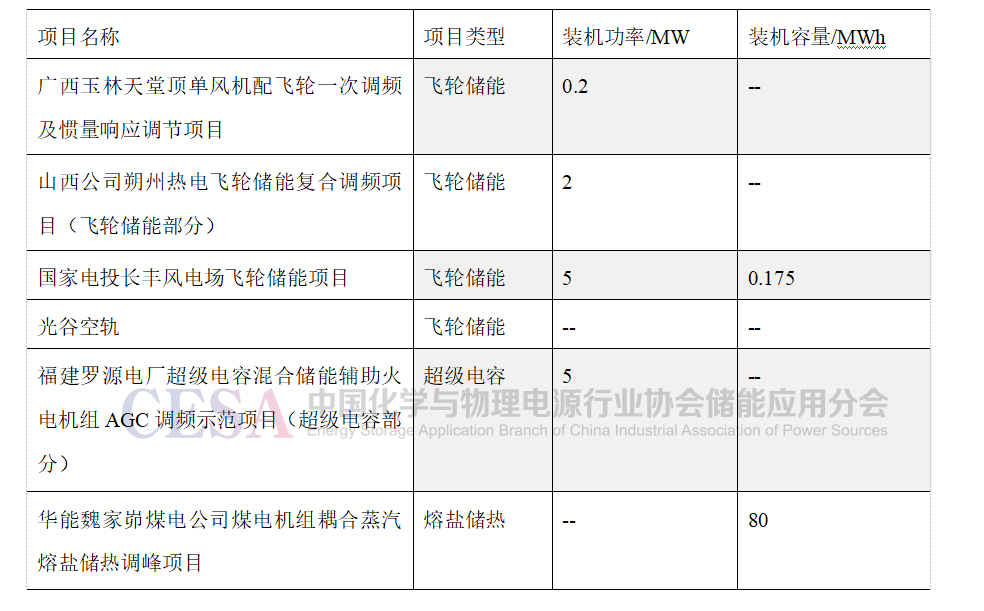 项目名称 项目类型 装机功率/MW 装机容量/MWh
广西玉林天堂顶单风机配飞轮一次调频 飞轮储能 0.2 --
及惯量响应调节项目
山西公司朔州热电飞轮储能复合调频项 飞轮储能 2 --
目（飞轮储能部分）
国家电投长丰风电场飞轮储能项目 飞轮储能 5 0.175
光谷空轨 飞轮储能 -- --
福建罗源电厂超级电容混合储能辅助火 超级电容 5 --
电机组 AGC 调频示范项目（超级电容部
分）
CESA 中国化学与物理电源行业协会储能应用分会
Energy Storage Application Branch of China Industrial Association of Power Sources
华能魏家峁煤电公司煤电机组耦合蒸汽 熔盐储热 -- 80
熔盐储热调峰项目